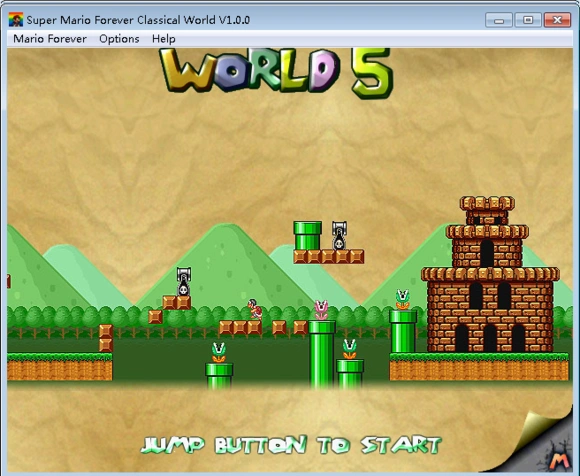 Super Mario Forever Classical World V1.0.0
Mario Forever Options Help
WORLD 5
JUMP BUTTON TO START
M